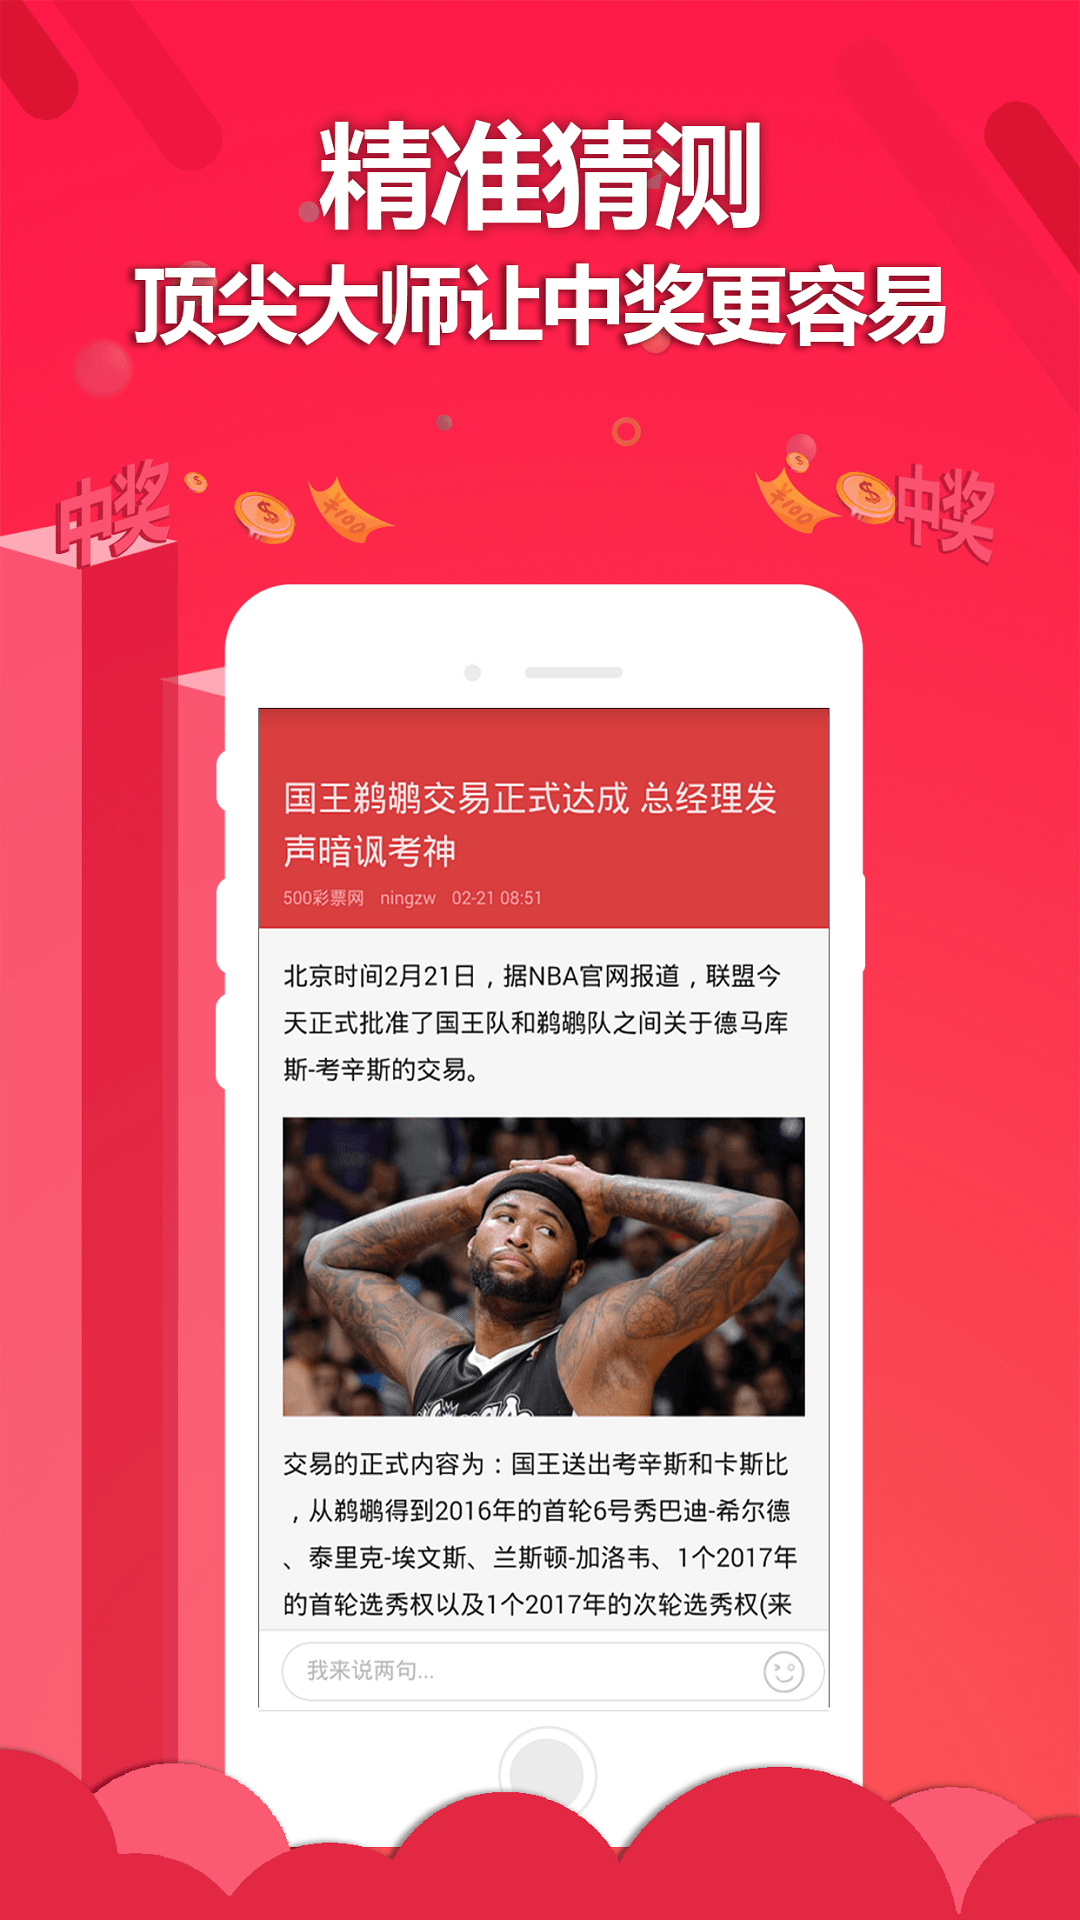 精准猜测
顶尖大师让中奖更容易
中奖
¥100
¥100
中奖
国王鹈鹕交易正式达成 总经理发
声暗讽考神
500彩票网 ningzw 02-21 08:51
北京时间2月21日，据NBA官网报道，联盟今
天正式批准了国王队和鹈鹕队之间关于德马库
斯-考辛斯的交易。
交易的正式内容为：国王送出考辛斯和卡斯比
，从鹈鹕得到2016年的首轮6号秀巴迪-希尔德
、泰里克-埃文斯、兰斯顿-加洛韦、1个2017年
的首轮选秀权以及1个2017年的次轮选秀权(来
我来说两句...